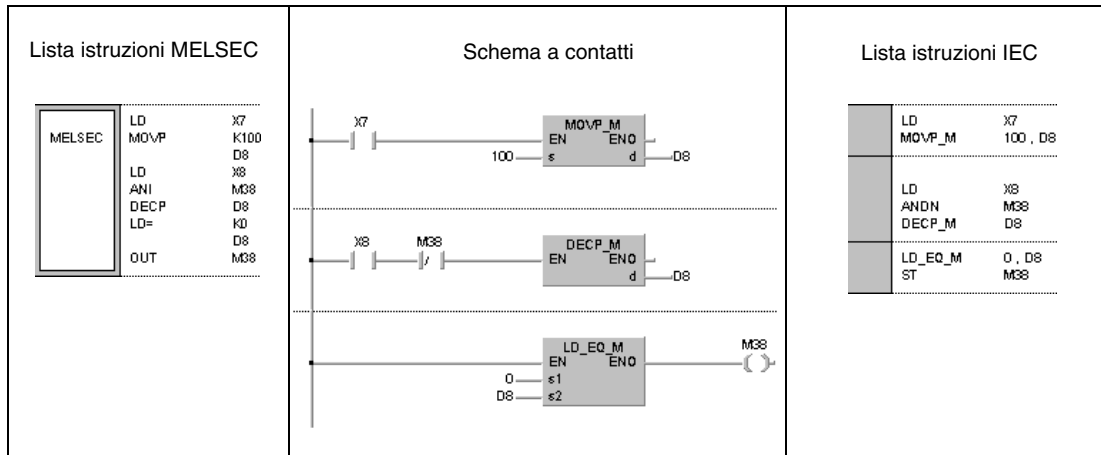 Lista istruzioni MELSEC
MELSEC
LD X7
MOVP K100
D8
LD X8
ANI M38
DECP D8
LD= K0
D8
OUT M38
Schema a contatti
X7
MOVP_M
EN ENO
100 s d D8
X8 M38
DECP_M
EN ENO
d D8
LD_EQ_M
EN ENO
M38
0 s1
D8 s2
Lista istruzioni IEC
LD X7
MOVP_M 100 , D8
LD X8
ANDN M38
DECP_M D8
LD_EQ_M 0 , D8
ST M38